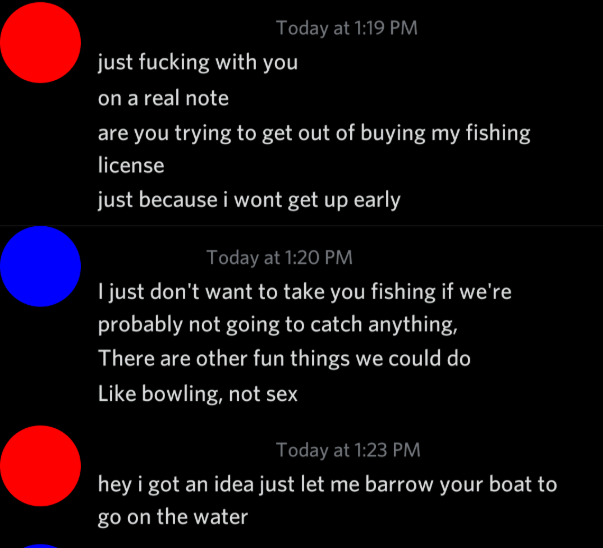 Today at 1:19 PM
just fucking with you
on a real note
are you trying to get out of buying my fishing
license
just because i wont get up early
Today at 1:20 PM
I just don't want to take you fishing if we're
probably not going to catch anything,
There are other fun things we could do
Like bowling, not sex
Today at 1:23 PM
hey i got an idea just let me barrow your boat to
go on the water